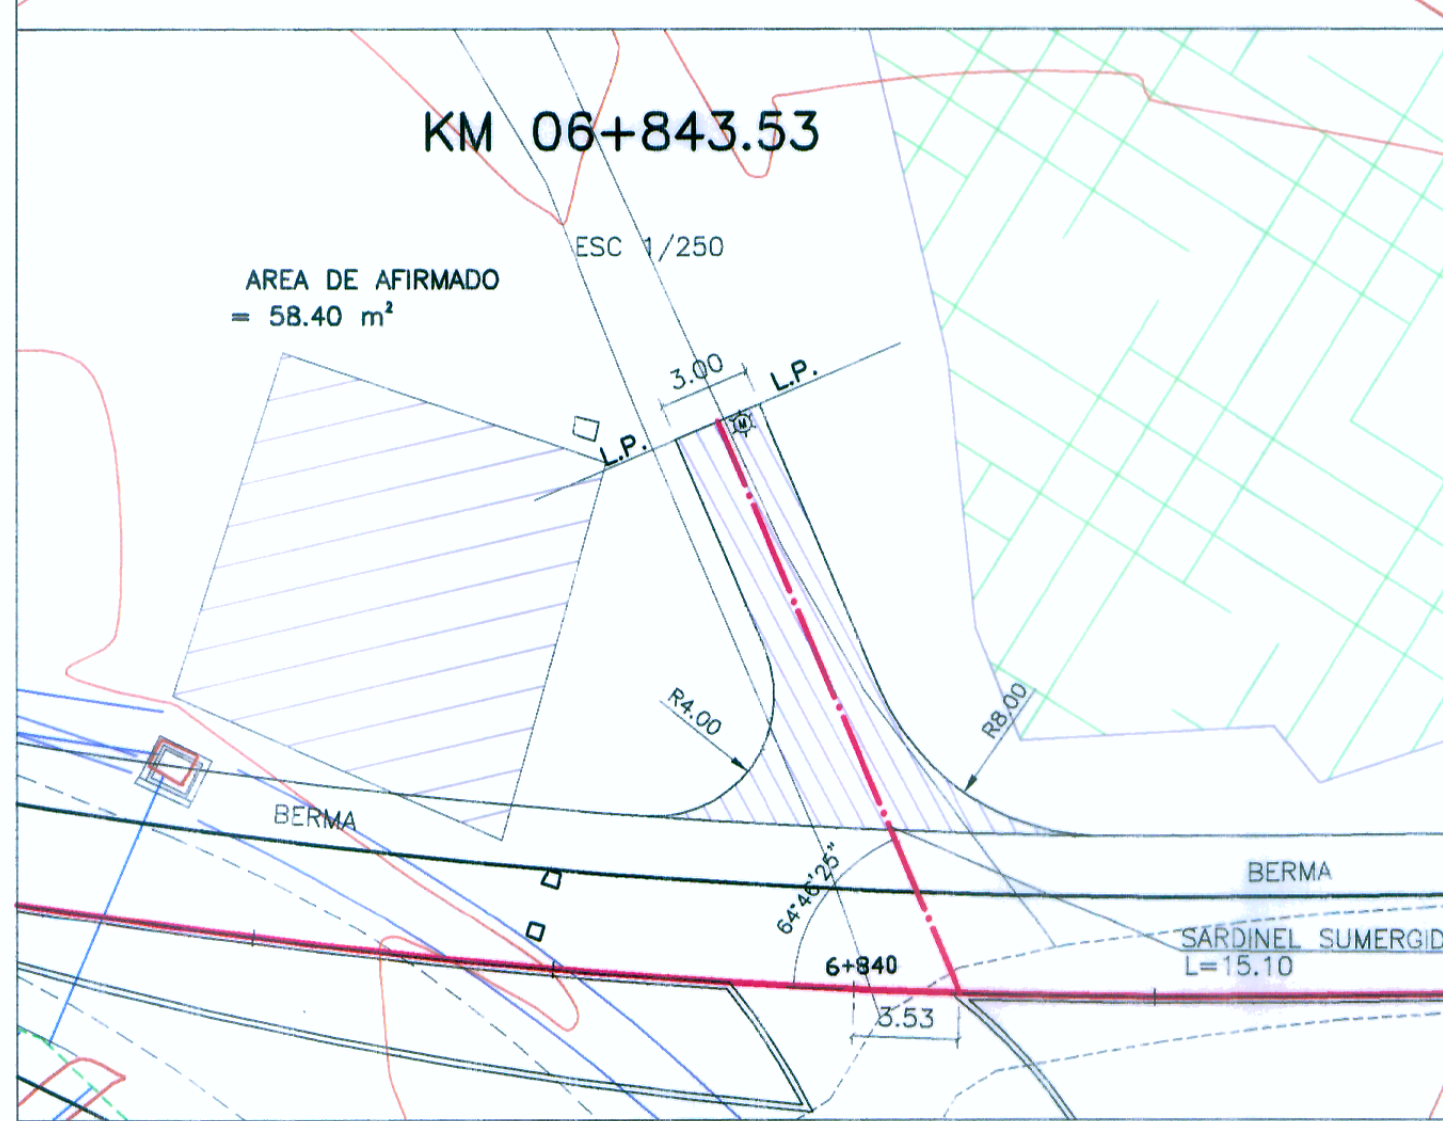 KM 06+843.53
ESC 1/250
AREA DE AFIRMADO
= 58.40 m²
3.00
L.P.
L.P.
M
R4.00
R8.00
BERMA
64°46'25"
BERMA
6+840
SARDINEL SUMERGID
L=15.10
3.53